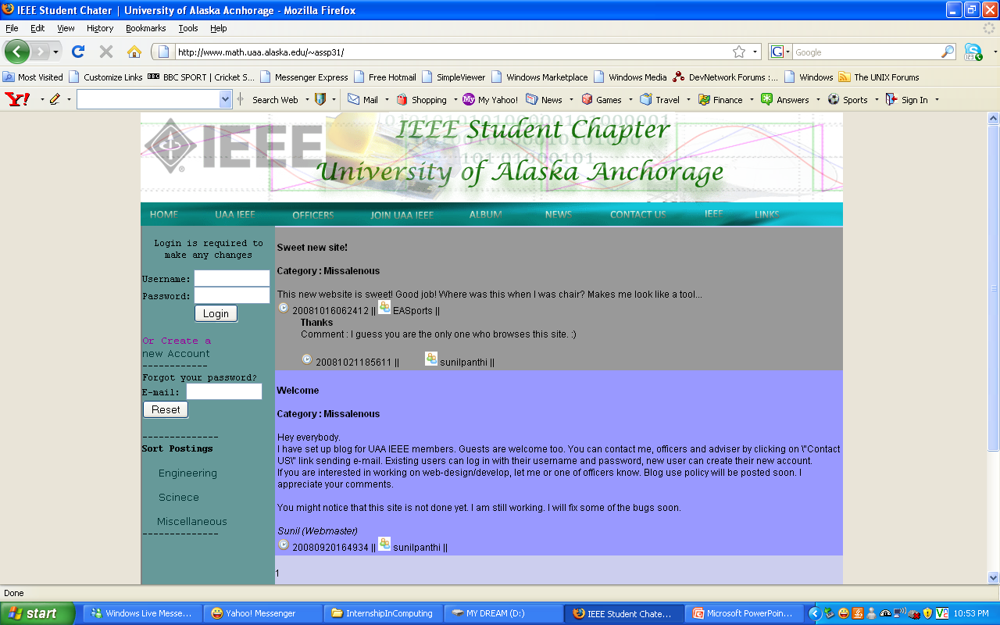 IEEE Student Chater | University of Alaska Acnhorage - Mozilla Firefox
File Edit View History Bookmarks Tools Help
http://www.math.uaa.alaska.edu/~assp31/
G Google
Most Visited Customize Links BBC BBC SPORT | Cricket S... Messenger Express Free Hotmail SimpleViewer Windows Marketplace Windows Media DevNetwork Forums :... Windows The UNIX Forums
Y! Search Web Mail Shopping My Yahoo! News Games Travel Finance Answers Sports Sign In
IEEE
IEEE Student Chapter
University of Alaska Anchorage
HOME UAA IEEE OFFICERS JOIN UAA IEEE ALBUM NEWS CONTACT US IEEE LINKS
Login is required to
make any changes
Username:
Password:
Login
Or Create a
new Account
------------
Forgot your password?
E-mail:
Reset
--------------
Sort Postings
Engineering
Scinece
Miscellaneous
--------------
Sweet new site!
Category : Missalenous
This new website is sweet! Good job! Where was this when I was chair? Makes me look like a tool...
20081016062412 || EASports ||
Thanks
Comment : I guess you are the only one who browses this site. :)
20081021185611 || sunilpanthi ||
Welcome
Category : Missalenous
Hey everybody.
I have set up blog for UAA IEEE members. Guests are welcome too. You can contact me, officers and adviser by clicking on \"Contact
US\" link sending e-mail. Existing users can log in with their username and password, new user can create their new account.
If you are interested in working on web-design/develop, let me or one of officers know. Blog use policy will be posted soon. I
appreciate your comments.
You might notice that this site is not done yet. I am still working. I will fix some of the bugs soon.
Sunil (Webmaster)
20080920164934 || sunilpanthi ||
1
Done
start Windows Live Messe... Yahoo! Messenger InternshipInComputing MY DREAM (D:) IEEE Student Chate... Microsoft PowerPoin... 10:53 PM